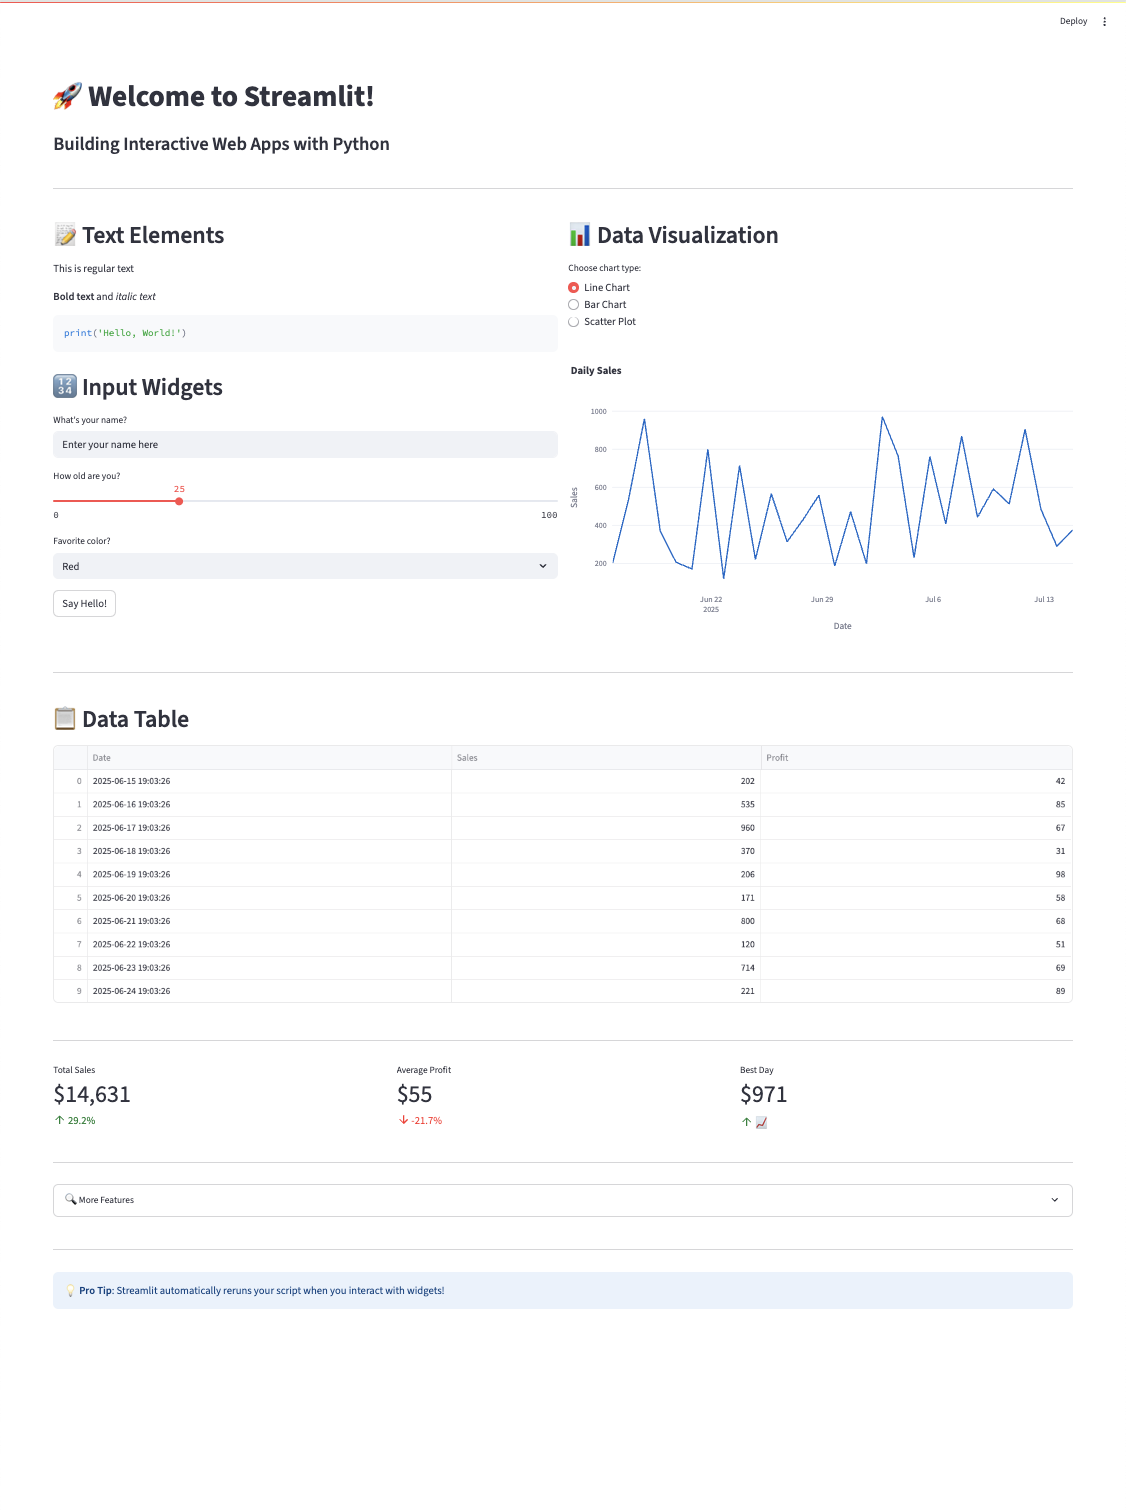 Deploy
🚀 Welcome to Streamlit!
Building Interactive Web Apps with Python
📝 Text Elements
This is regular text
Bold text and italic text
print('Hello, World!')
🔢 Input Widgets
What's your name?
Enter your name here
How old are you?
25
0 100
Favorite color?
Red
Say Hello!
📊 Data Visualization
Choose chart type:
Line Chart
Bar Chart
Scatter Plot
Daily Sales
1000
800
600
400
200
Sales
Jun 22 Jun 29 Jul 6 Jul 13
2025
Date
📋 Data Table
Date Sales Profit
0 2025-06-15 19:03:26 202 42
1 2025-06-16 19:03:26 535 85
2 2025-06-17 19:03:26 960 67
3 2025-06-18 19:03:26 370 31
4 2025-06-19 19:03:26 206 98
5 2025-06-20 19:03:26 171 58
6 2025-06-21 19:03:26 800 68
7 2025-06-22 19:03:26 120 51
8 2025-06-23 19:03:26 714 69
9 2025-06-24 19:03:26 221 89
Total Sales Average Profit Best Day
$14,631 $55 $971
↑ 29.2% ↓ -21.7% ↑ 📈
🔍 More Features
💡 Pro Tip: Streamlit automatically reruns your script when you interact with widgets!